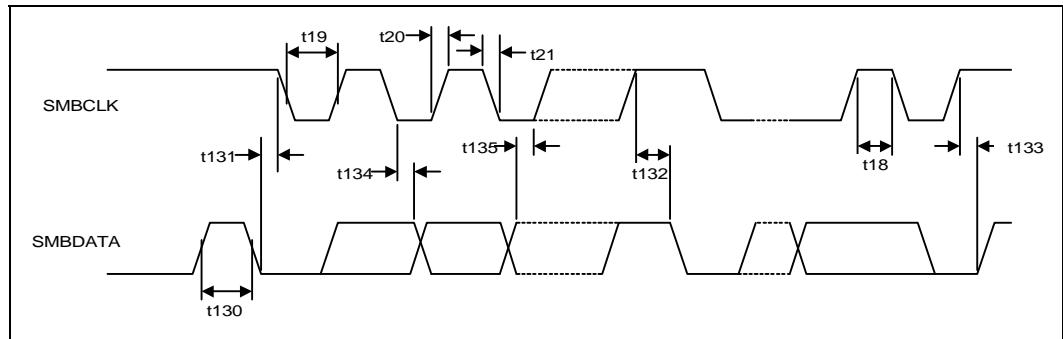 t19
t20
t21
SMBCLK
t131
t134
t135
t132
t18
t133
SMBDATA
t130